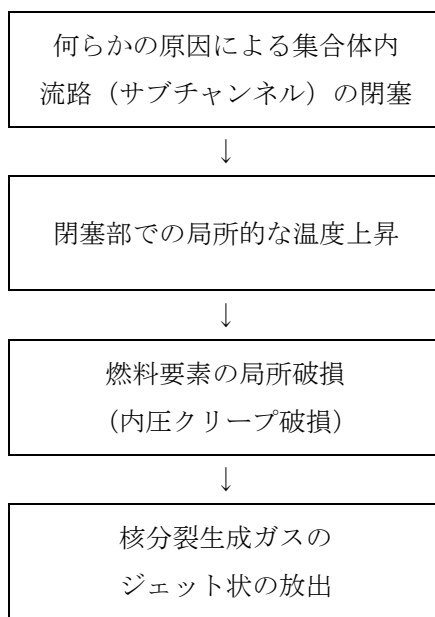 何らかの原因による集合体内
流路（サブチャンネル）の閉塞
↓
閉塞部での局所的な温度上昇
↓
燃料要素の局所破損
（内圧クリープ破損）
↓
核分裂生成ガスの
ジェット状の放出